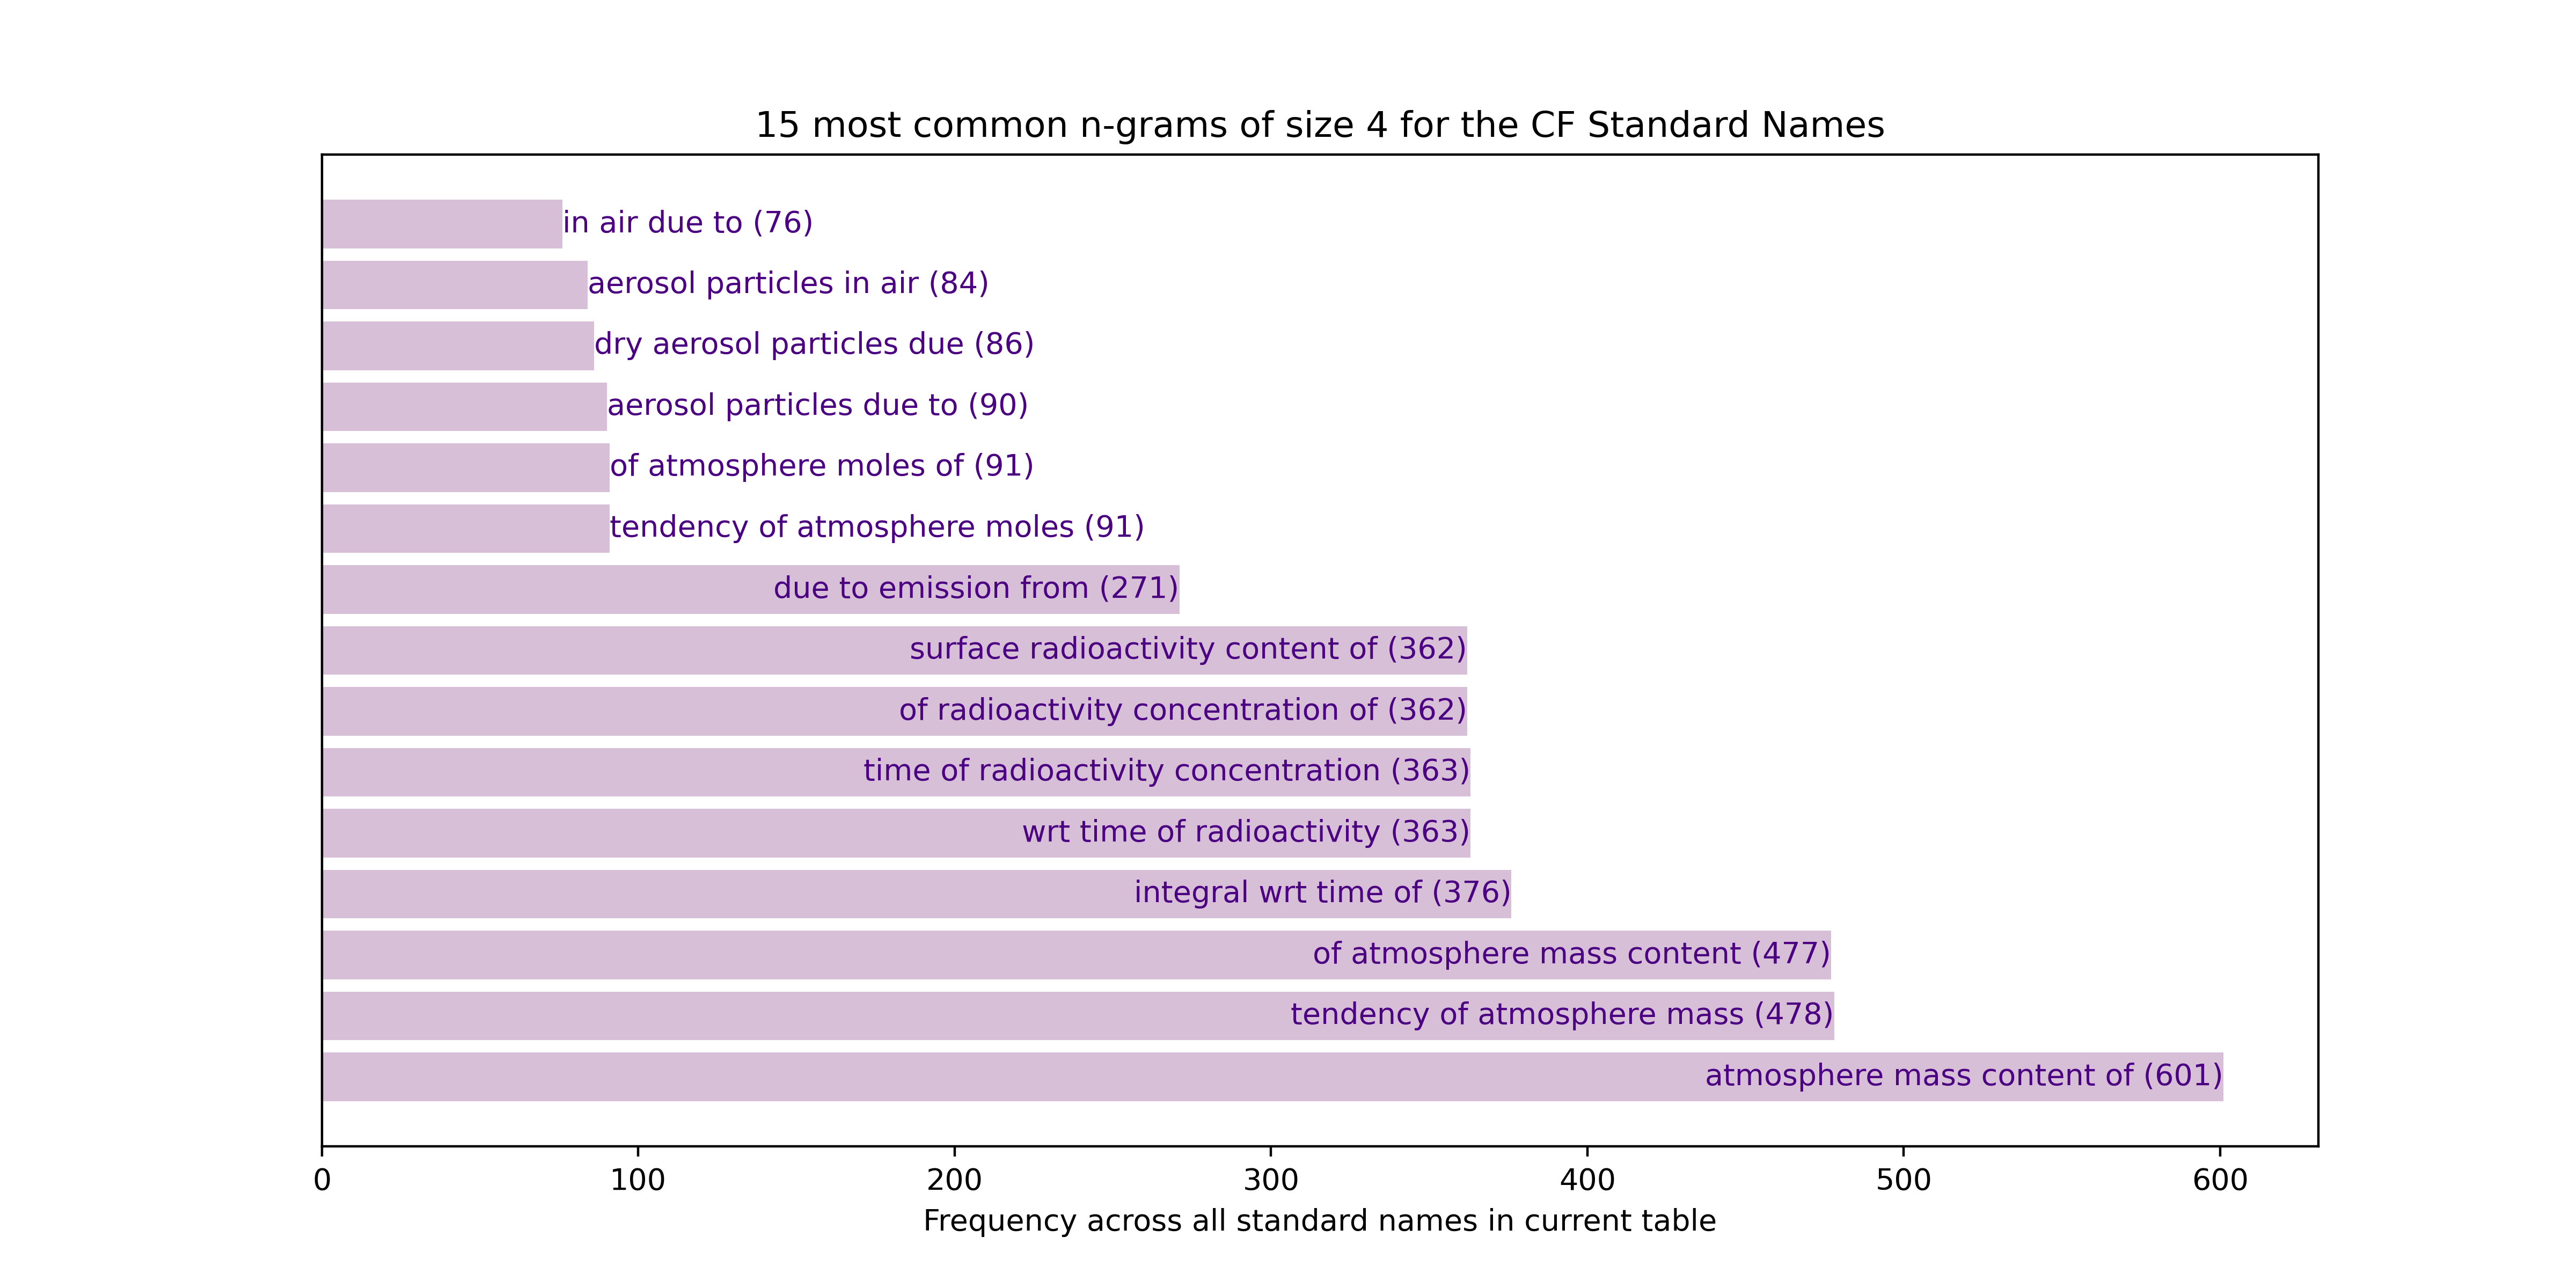 15 most common n-grams of size 4 for the CF Standard Names
in air due to (76)
aerosol particles in air (84)
dry aerosol particles due (86)
aerosol particles due to (90)
of atmosphere moles of (91)
tendency of atmosphere moles (91)
due to emission from (271)
surface radioactivity content of (362)
of radioactivity concentration of (362)
time of radioactivity concentration (363)
wrt time of radioactivity (363)
integral wrt time of (376)
of atmosphere mass content (477)
tendency of atmosphere mass (478)
atmosphere mass content of (601)
0 100 200 300 400 500 600
Frequency across all standard names in current table